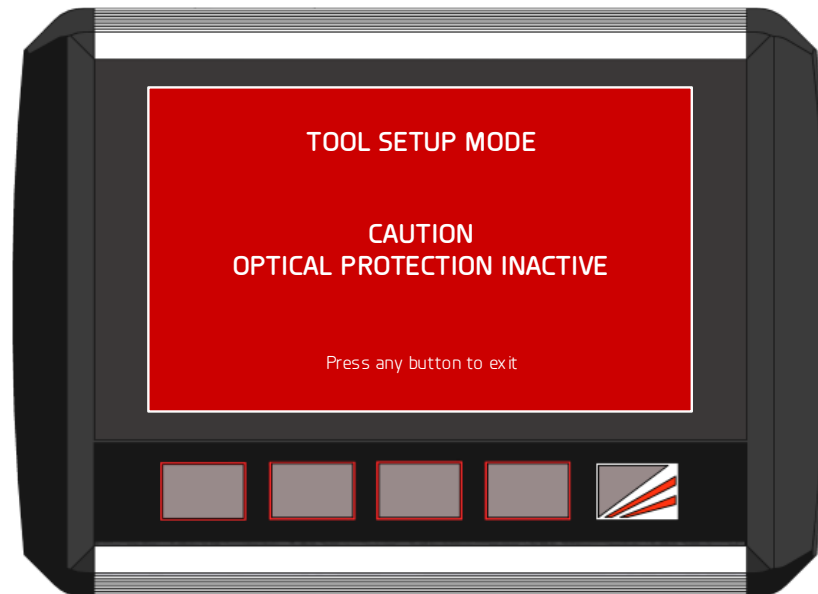 TOOL SETUP MODE
CAUTION
OPTICAL PROTECTION INACTIVE
Press any button to exit